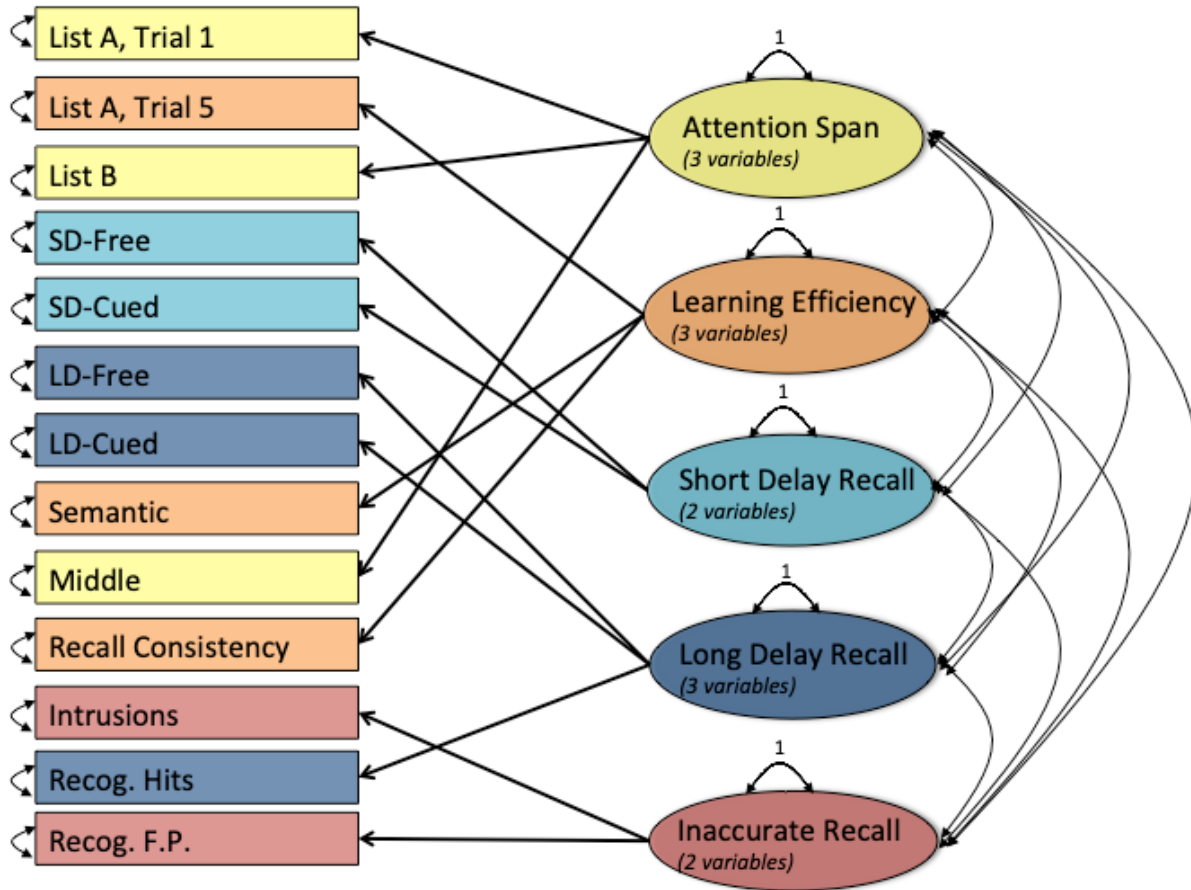 List A, Trial 1
List A, Trial 5
List B
SD-Free
SD-Cued
LD-Free
LD-Cued
Semantic
Middle
Recall Consistency
Intrusions
Recog. Hits
Recog. F.P.
1
Attention Span
(3 variables)
1
Learning Efficiency
(3 variables)
1
Short Delay Recall
(2 variables)
1
Long Delay Recall
(3 variables)
1
Inaccurate Recall
(2 variables)